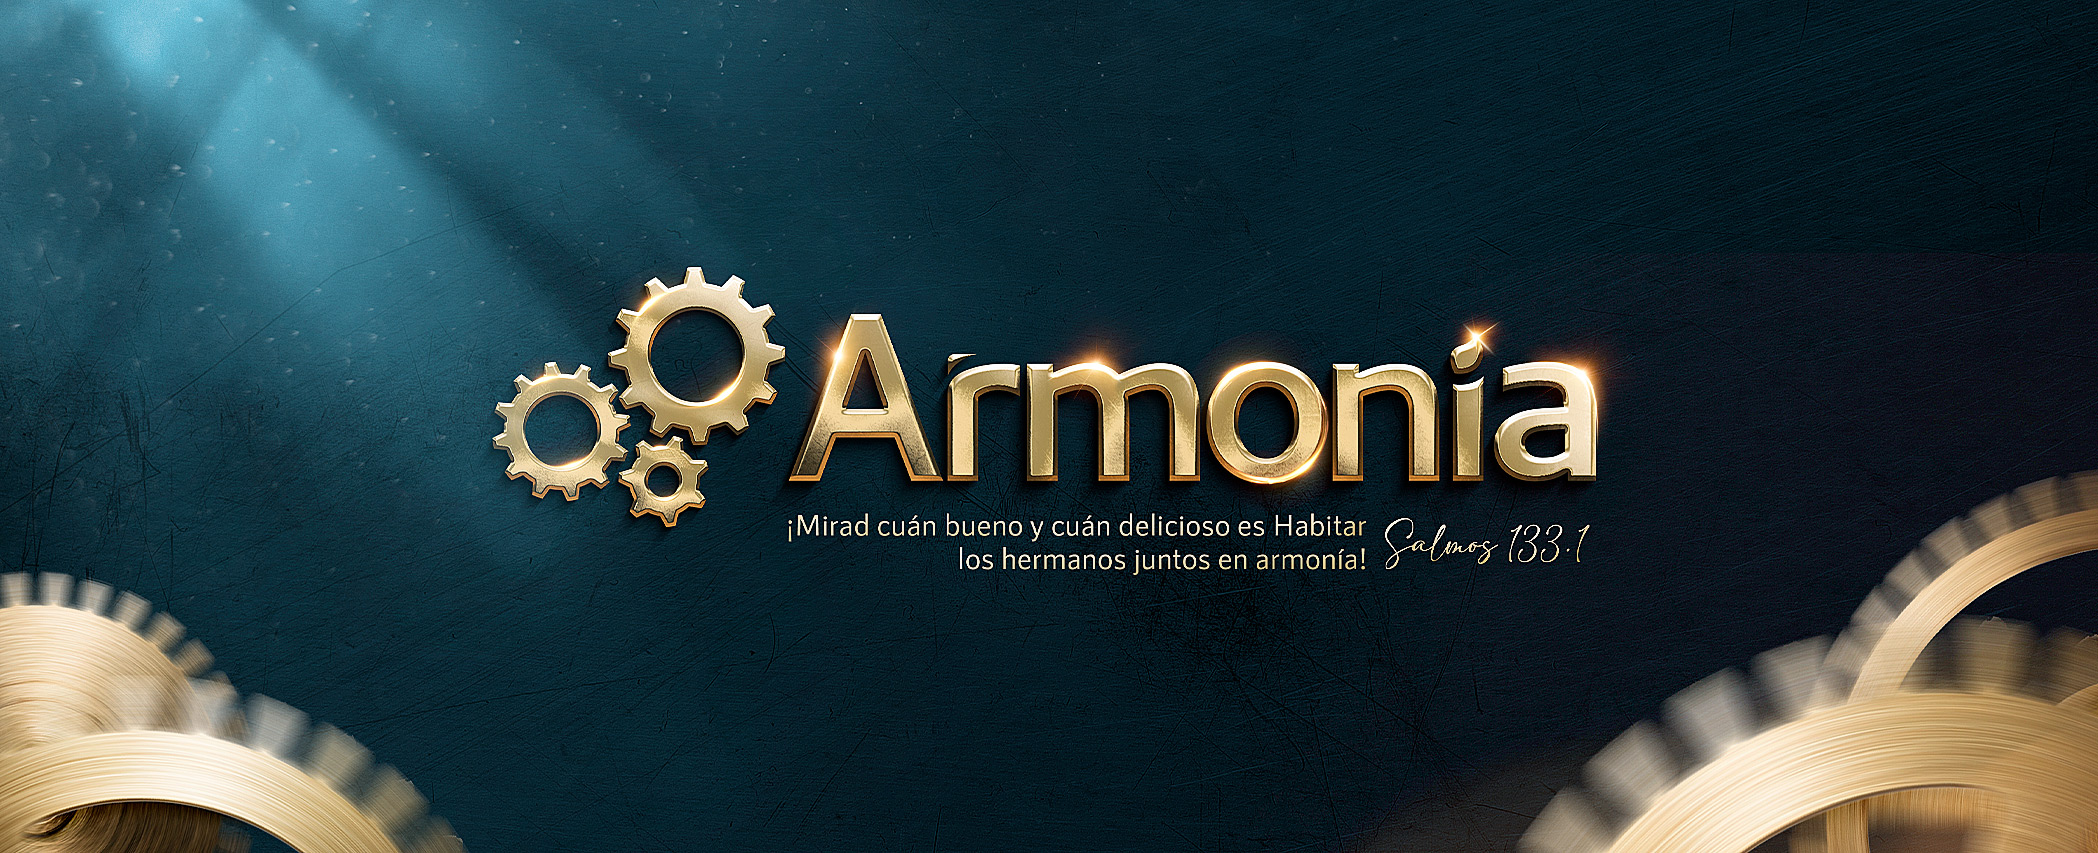 Armonía
¡Mirad cuán bueno y cuán delicioso es Habitar
los hermanos juntos en armonía!
Salmos 133.1